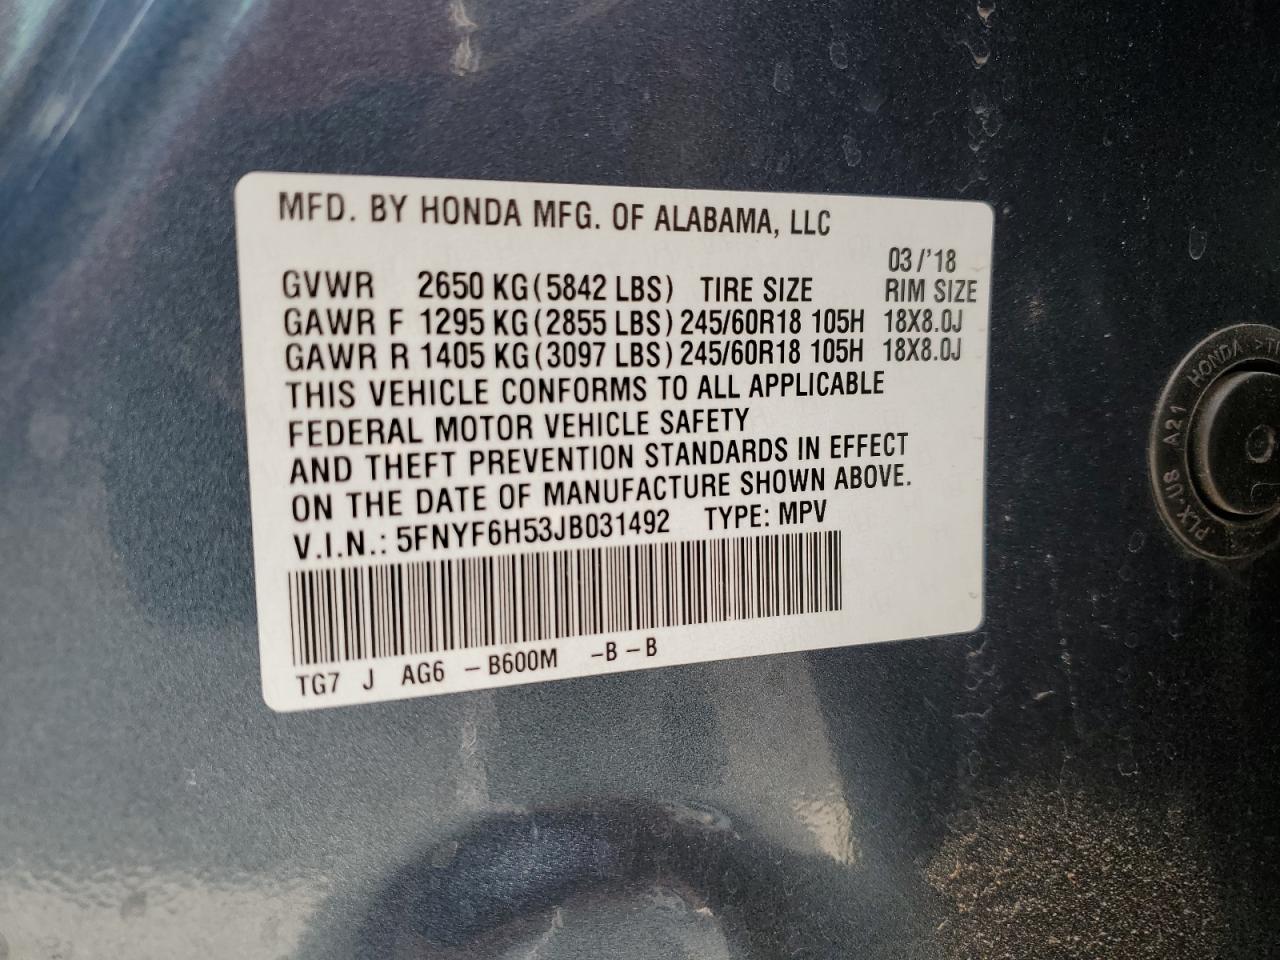 MFD. BY HONDA MFG. OF ALABAMA, LLC
03/'18
GVWR 2650 KG(5842 LBS) TIRE SIZE RIM SIZE
GAWR F 1295 KG(2855 LBS) 245/60R18 105H 18X8.0J
GAWR R 1405 KG(3097 LBS) 245/60R18 105H 18X8.0J
THIS VEHICLE CONFORMS TO ALL APPLICABLE
FEDERAL MOTOR VEHICLE SAFETY
AND THEFT PREVENTION STANDARDS IN EFFECT
ON THE DATE OF MANUFACTURE SHOWN ABOVE.
V.I.N.: 5FNYF6H53JB031492 TYPE: MPV
TG7 J AG6 -B600M -B-B
A21 HONDA